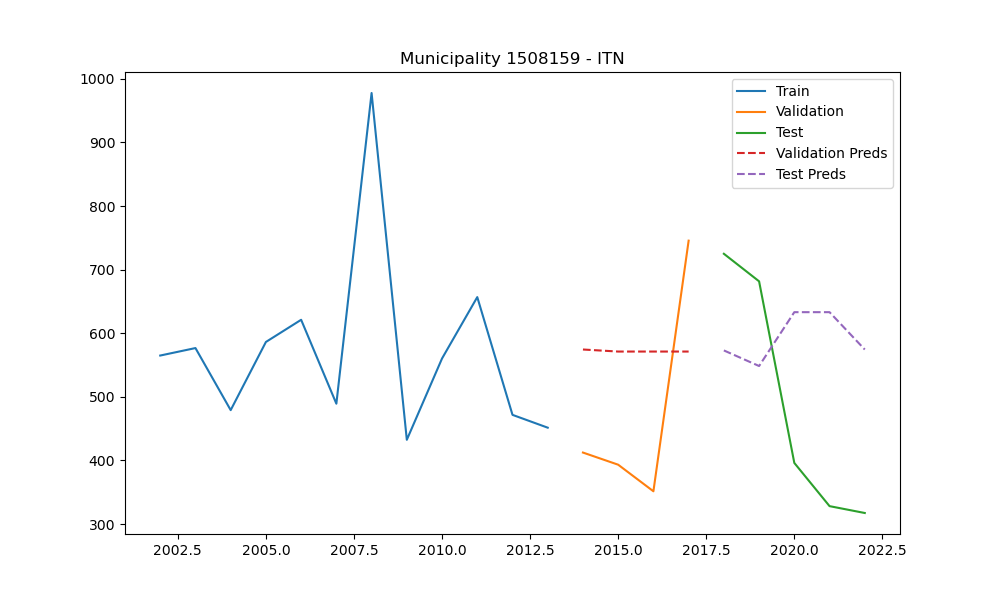 Municipality 1508159 - ITN
1000
900
800
700
600
500
400
300
2002.5 2005.0 2007.5 2010.0 2012.5 2015.0 2017.5 2020.0 2022.5
Train
Validation
Test
Validation Preds
Test Preds